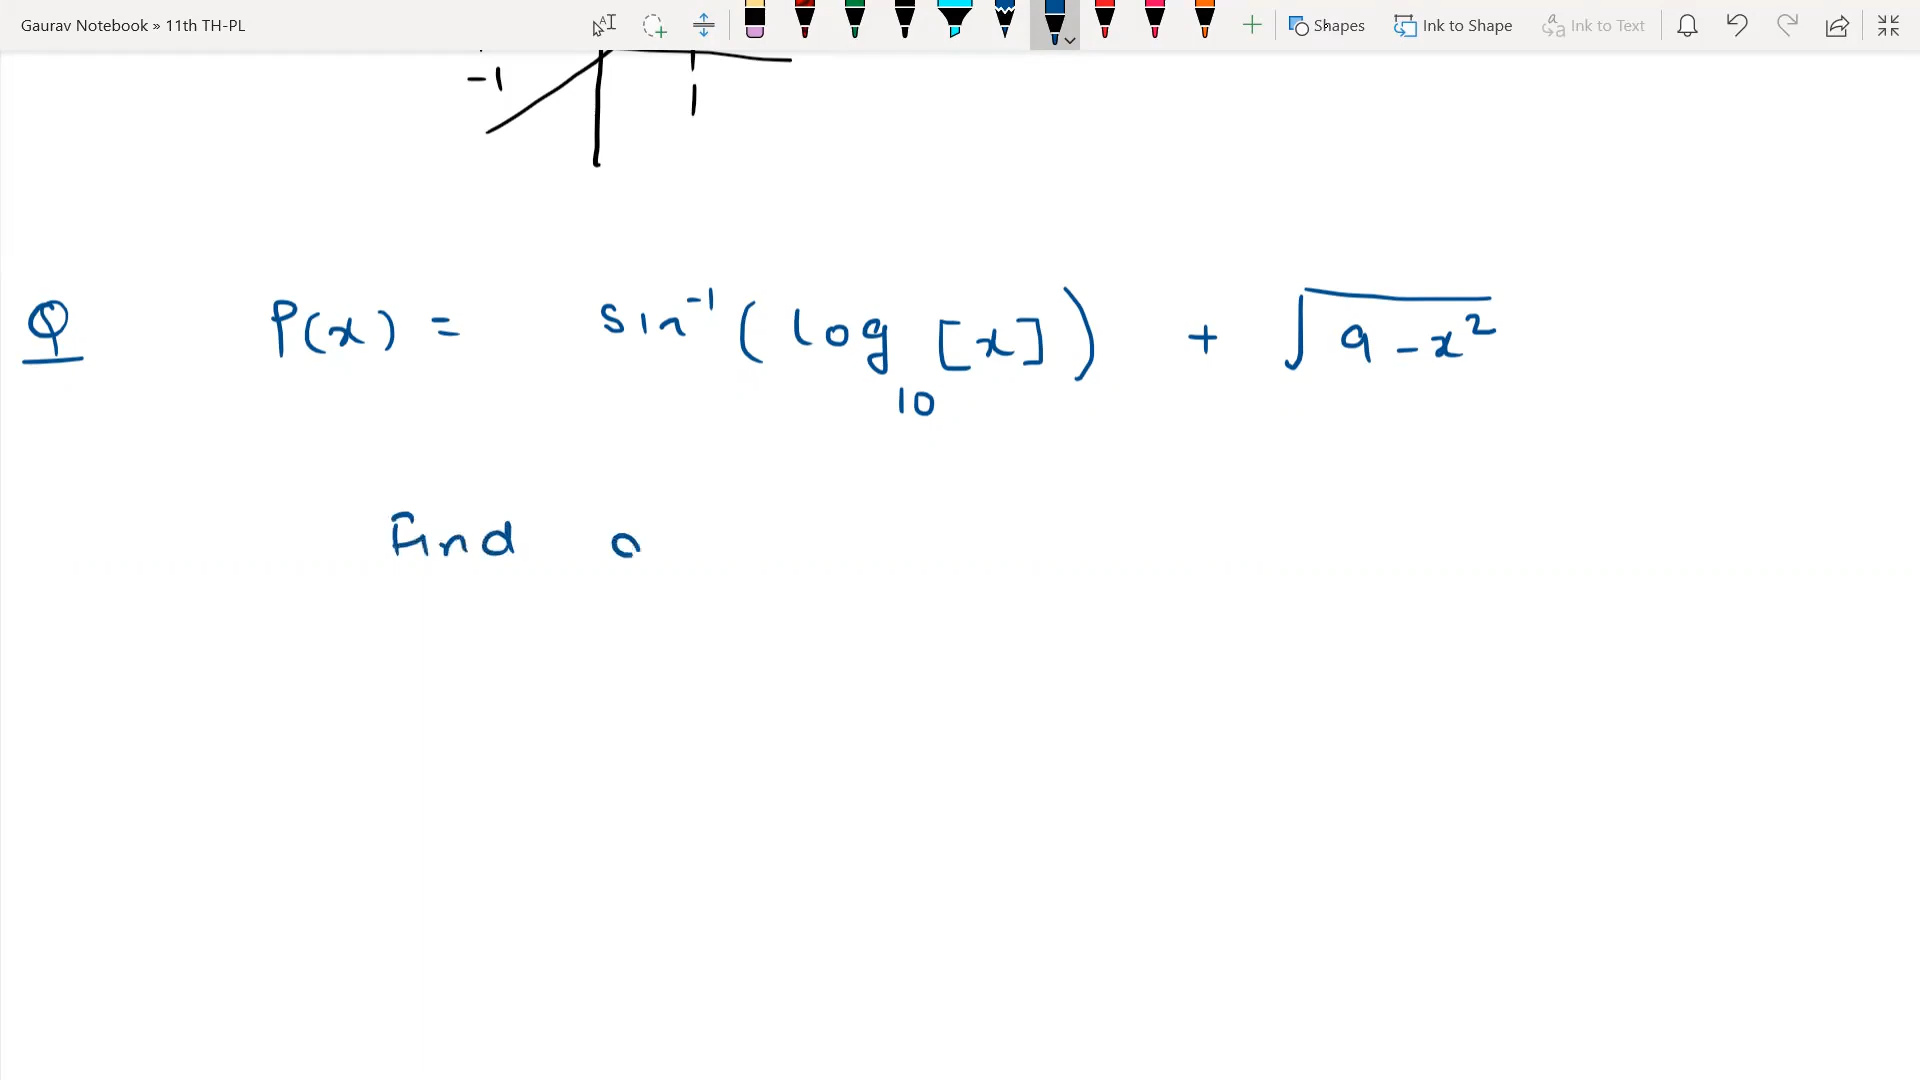 Gaurav Notebook » 11th TH-PL
Shapes
Ink to Shape
Ink to Text
-1
1
Q P(x) = sin⁻¹ (log₁₀ [x]) + √9-x²
Find